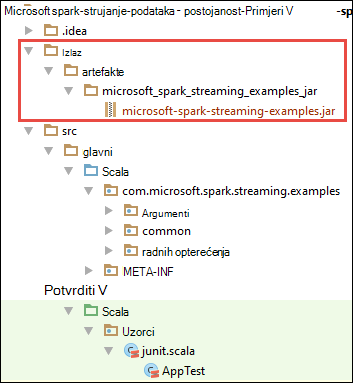 Microsoft spark-strujanje-podataka - postojanost-Primjeri V -sp
.idea
Izlaz
artefakte
microsoft_spark_streaming_examples_jar
microsoft-spark-streaming-examples.jar
src
glavni
Scala
com.microsoft.spark.streaming.examples
Argumenti
common
radnih opterećenja
META-INF
Potvrditi V
Scala
Uzorci
junit.scala
AppTest